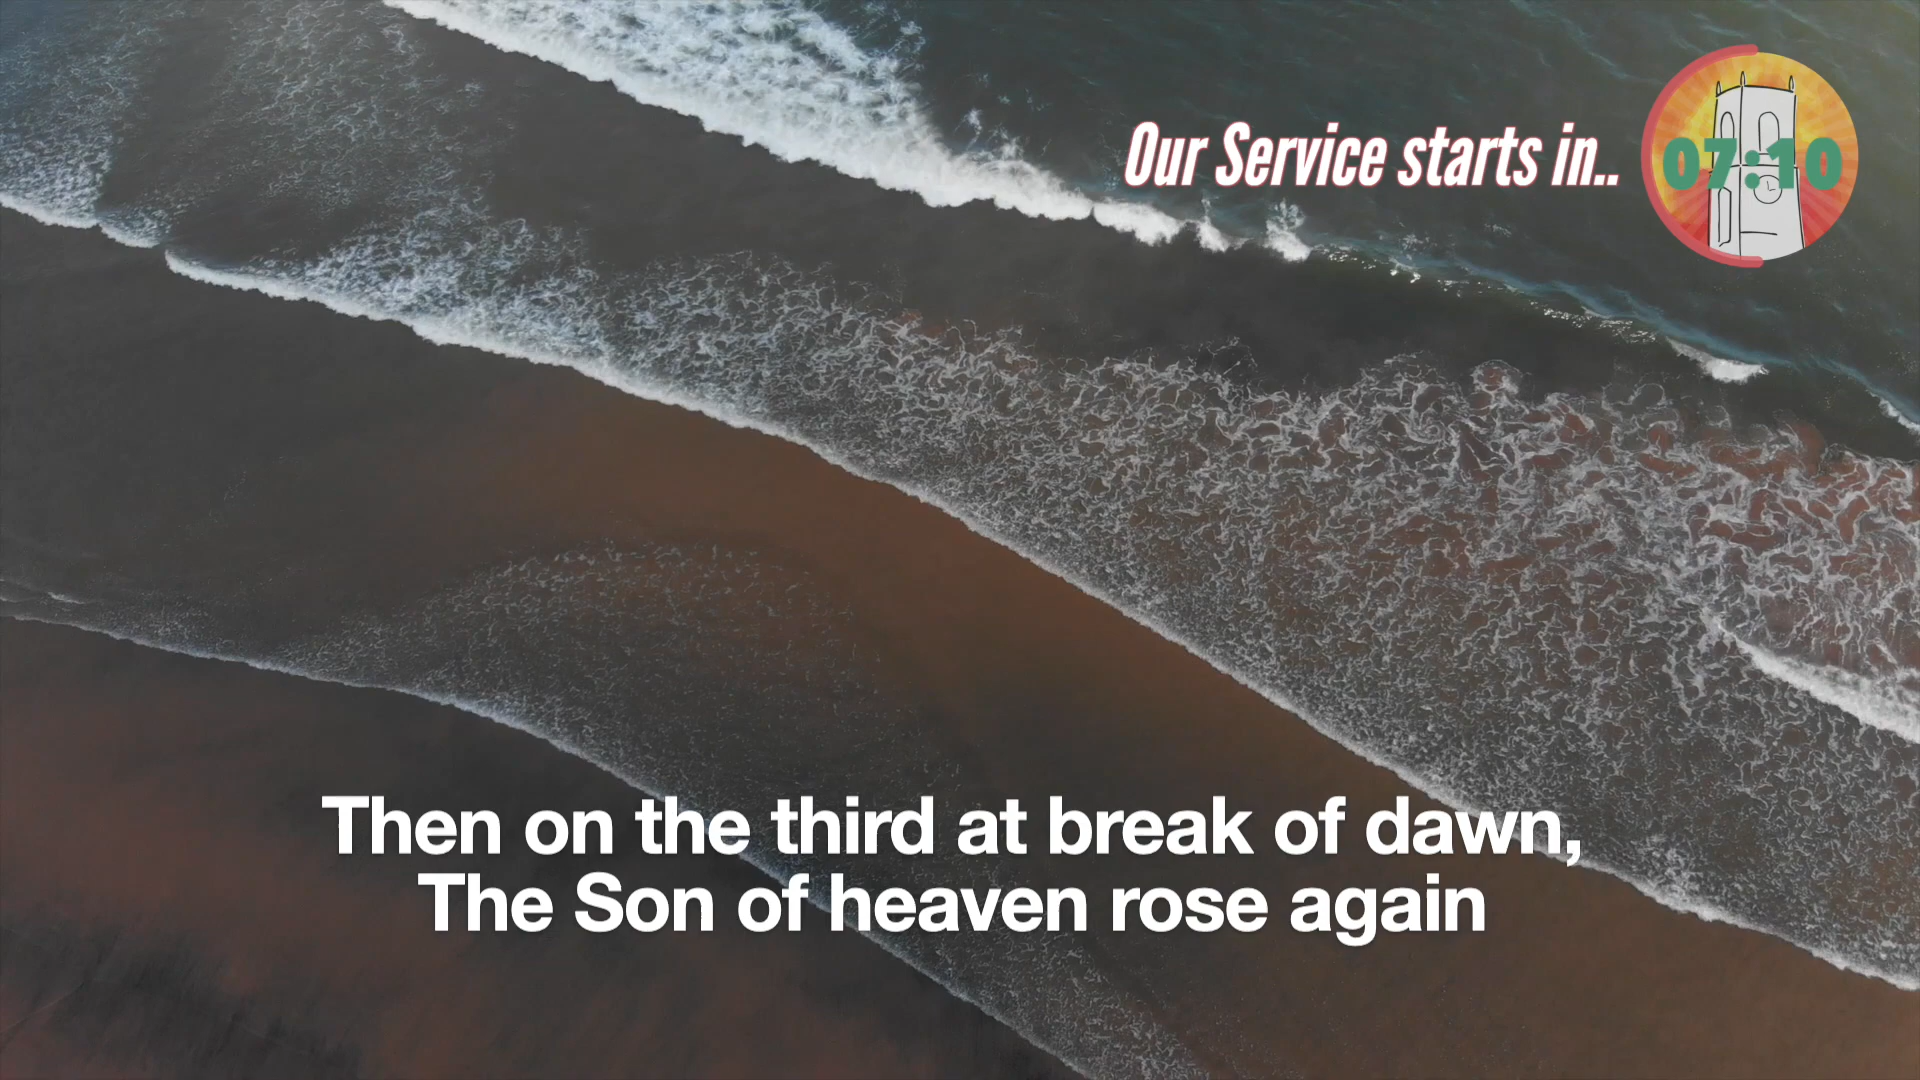 Our Service starts in..
07:10
Then on the third at break of dawn,
The Son of heaven rose again